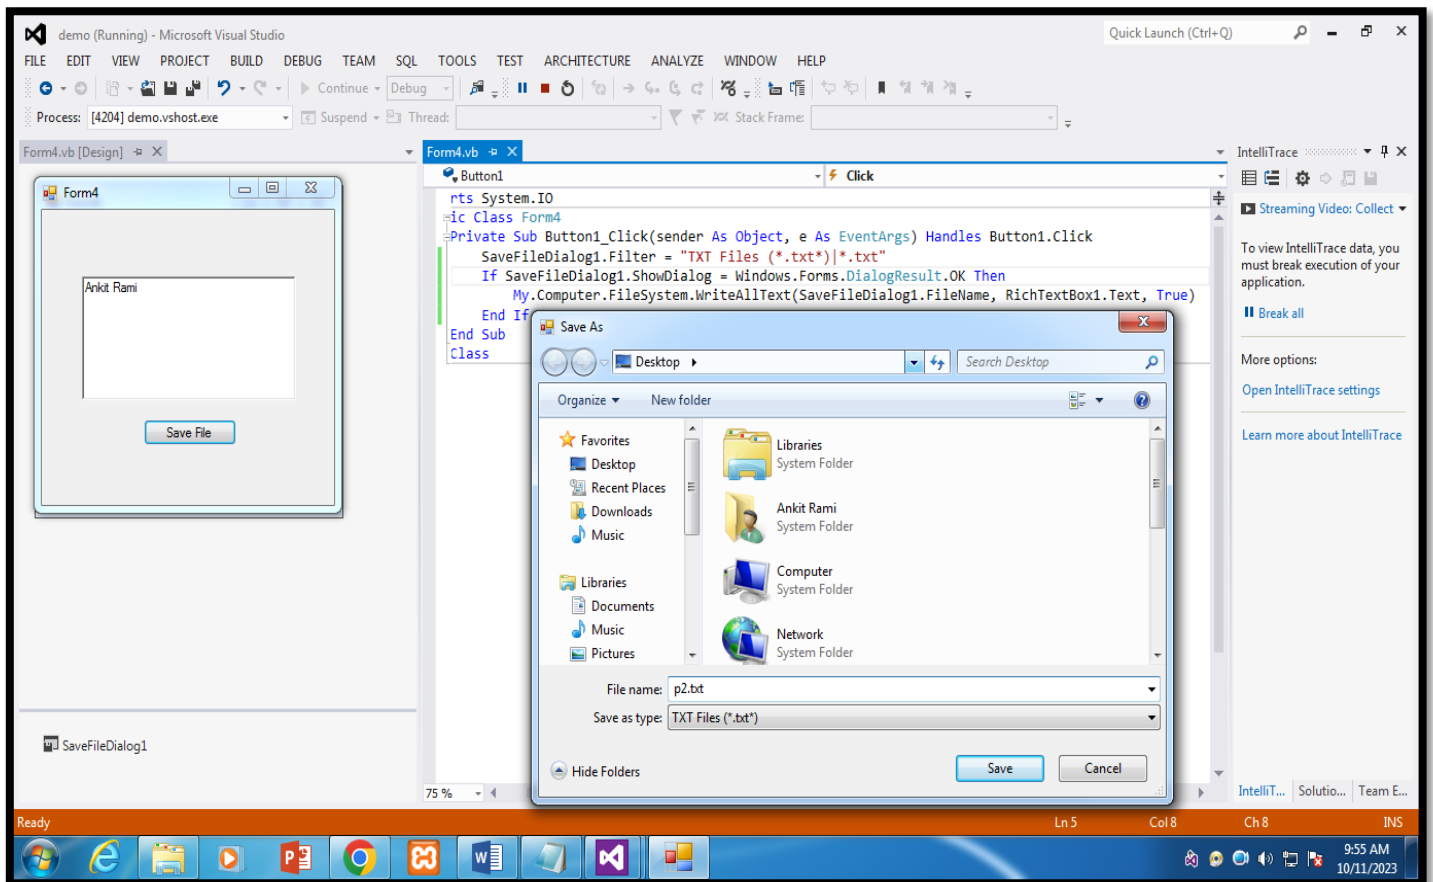 demo (Running) - Microsoft Visual Studio
Quick Launch (Ctrl+Q)
FILE EDIT VIEW PROJECT BUILD DEBUG TEAM SQL TOOLS TEST ARCHITECTURE ANALYZE WINDOW HELP
Continue Debug
Process: [4204] demo.vshost.exe Suspend Thread: Stack Frame:
Form4.vb [Design]
Form4.vb
IntelliTrace
Button1 Click
Form4
rts System.IO
ic Class Form4
Private Sub Button1_Click(sender As Object, e As EventArgs) Handles Button1.Click
SaveFileDialog1.Filter = "TXT Files (*.txt*)|*.txt"
If SaveFileDialog1.ShowDialog = Windows.Forms.DialogResult.OK Then
My.Computer.FileSystem.WriteAllText(SaveFileDialog1.FileName, RichTextBox1.Text, True)
End If
End Sub
Class
Ankit Rami
Save File
SaveFileDialog1
Save As
Desktop
Search Desktop
Organize New folder
Favorites
Desktop
Recent Places
Downloads
Music
Libraries
Documents
Music
Pictures
Libraries
System Folder
Ankit Rami
System Folder
Computer
System Folder
Network
System Folder
File name: p2.txt
Save as type: TXT Files (*.txt*)
Hide Folders
Save Cancel
Streaming Video: Collect
To view IntelliTrace data, you
must break execution of your
application.
Break all
More options:
Open IntelliTrace settings
Learn more about IntelliTrace
75 %
IntelliT... Solutio... Team E...
Ready Ln 5 Col 8 Ch 8 INS
9:55 AM
10/11/2023